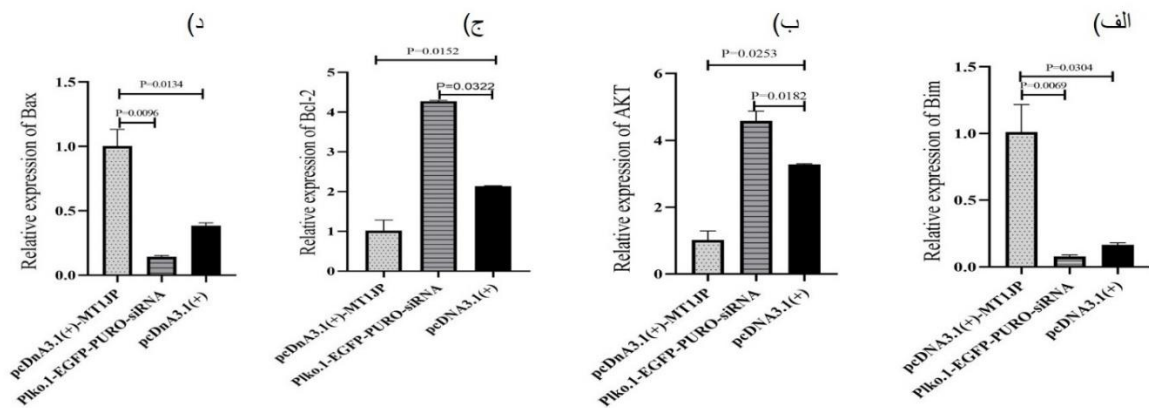 الف)
P=0.0304
P=0.0069
Relative expression of Bim
1.5
1.0
0.5
0.0
pcDNA3.1(+)-MT1JP
Plko.1-EGFP-PURO-siRNA
pcDNA3.1(+)
ب)
P=0.0253
P=0.0182
Relative expression of AKT
6
4
2
0
pcDnA3.1(+)-MT1JP
Plko.1-EGFP-PURO-siRNA
pcDNA3.1(+)
ج)
P=0.0152
P=0.0322
Relative expression of Bcl-2
5
4
3
2
1
0
pcDnA3.1(+)-MT1JP
Plko.1-EGFP-PURO-siRNA
pcDNA3.1(+)
د)
P=0.0134
P=0.0096
Relative expression of Bax
1.5
1.0
0.5
0.0
pcDnA3.1(+)-MT1JP
Plko.1-EGFP-PURO-siRNA
pcDnA3.1(+)